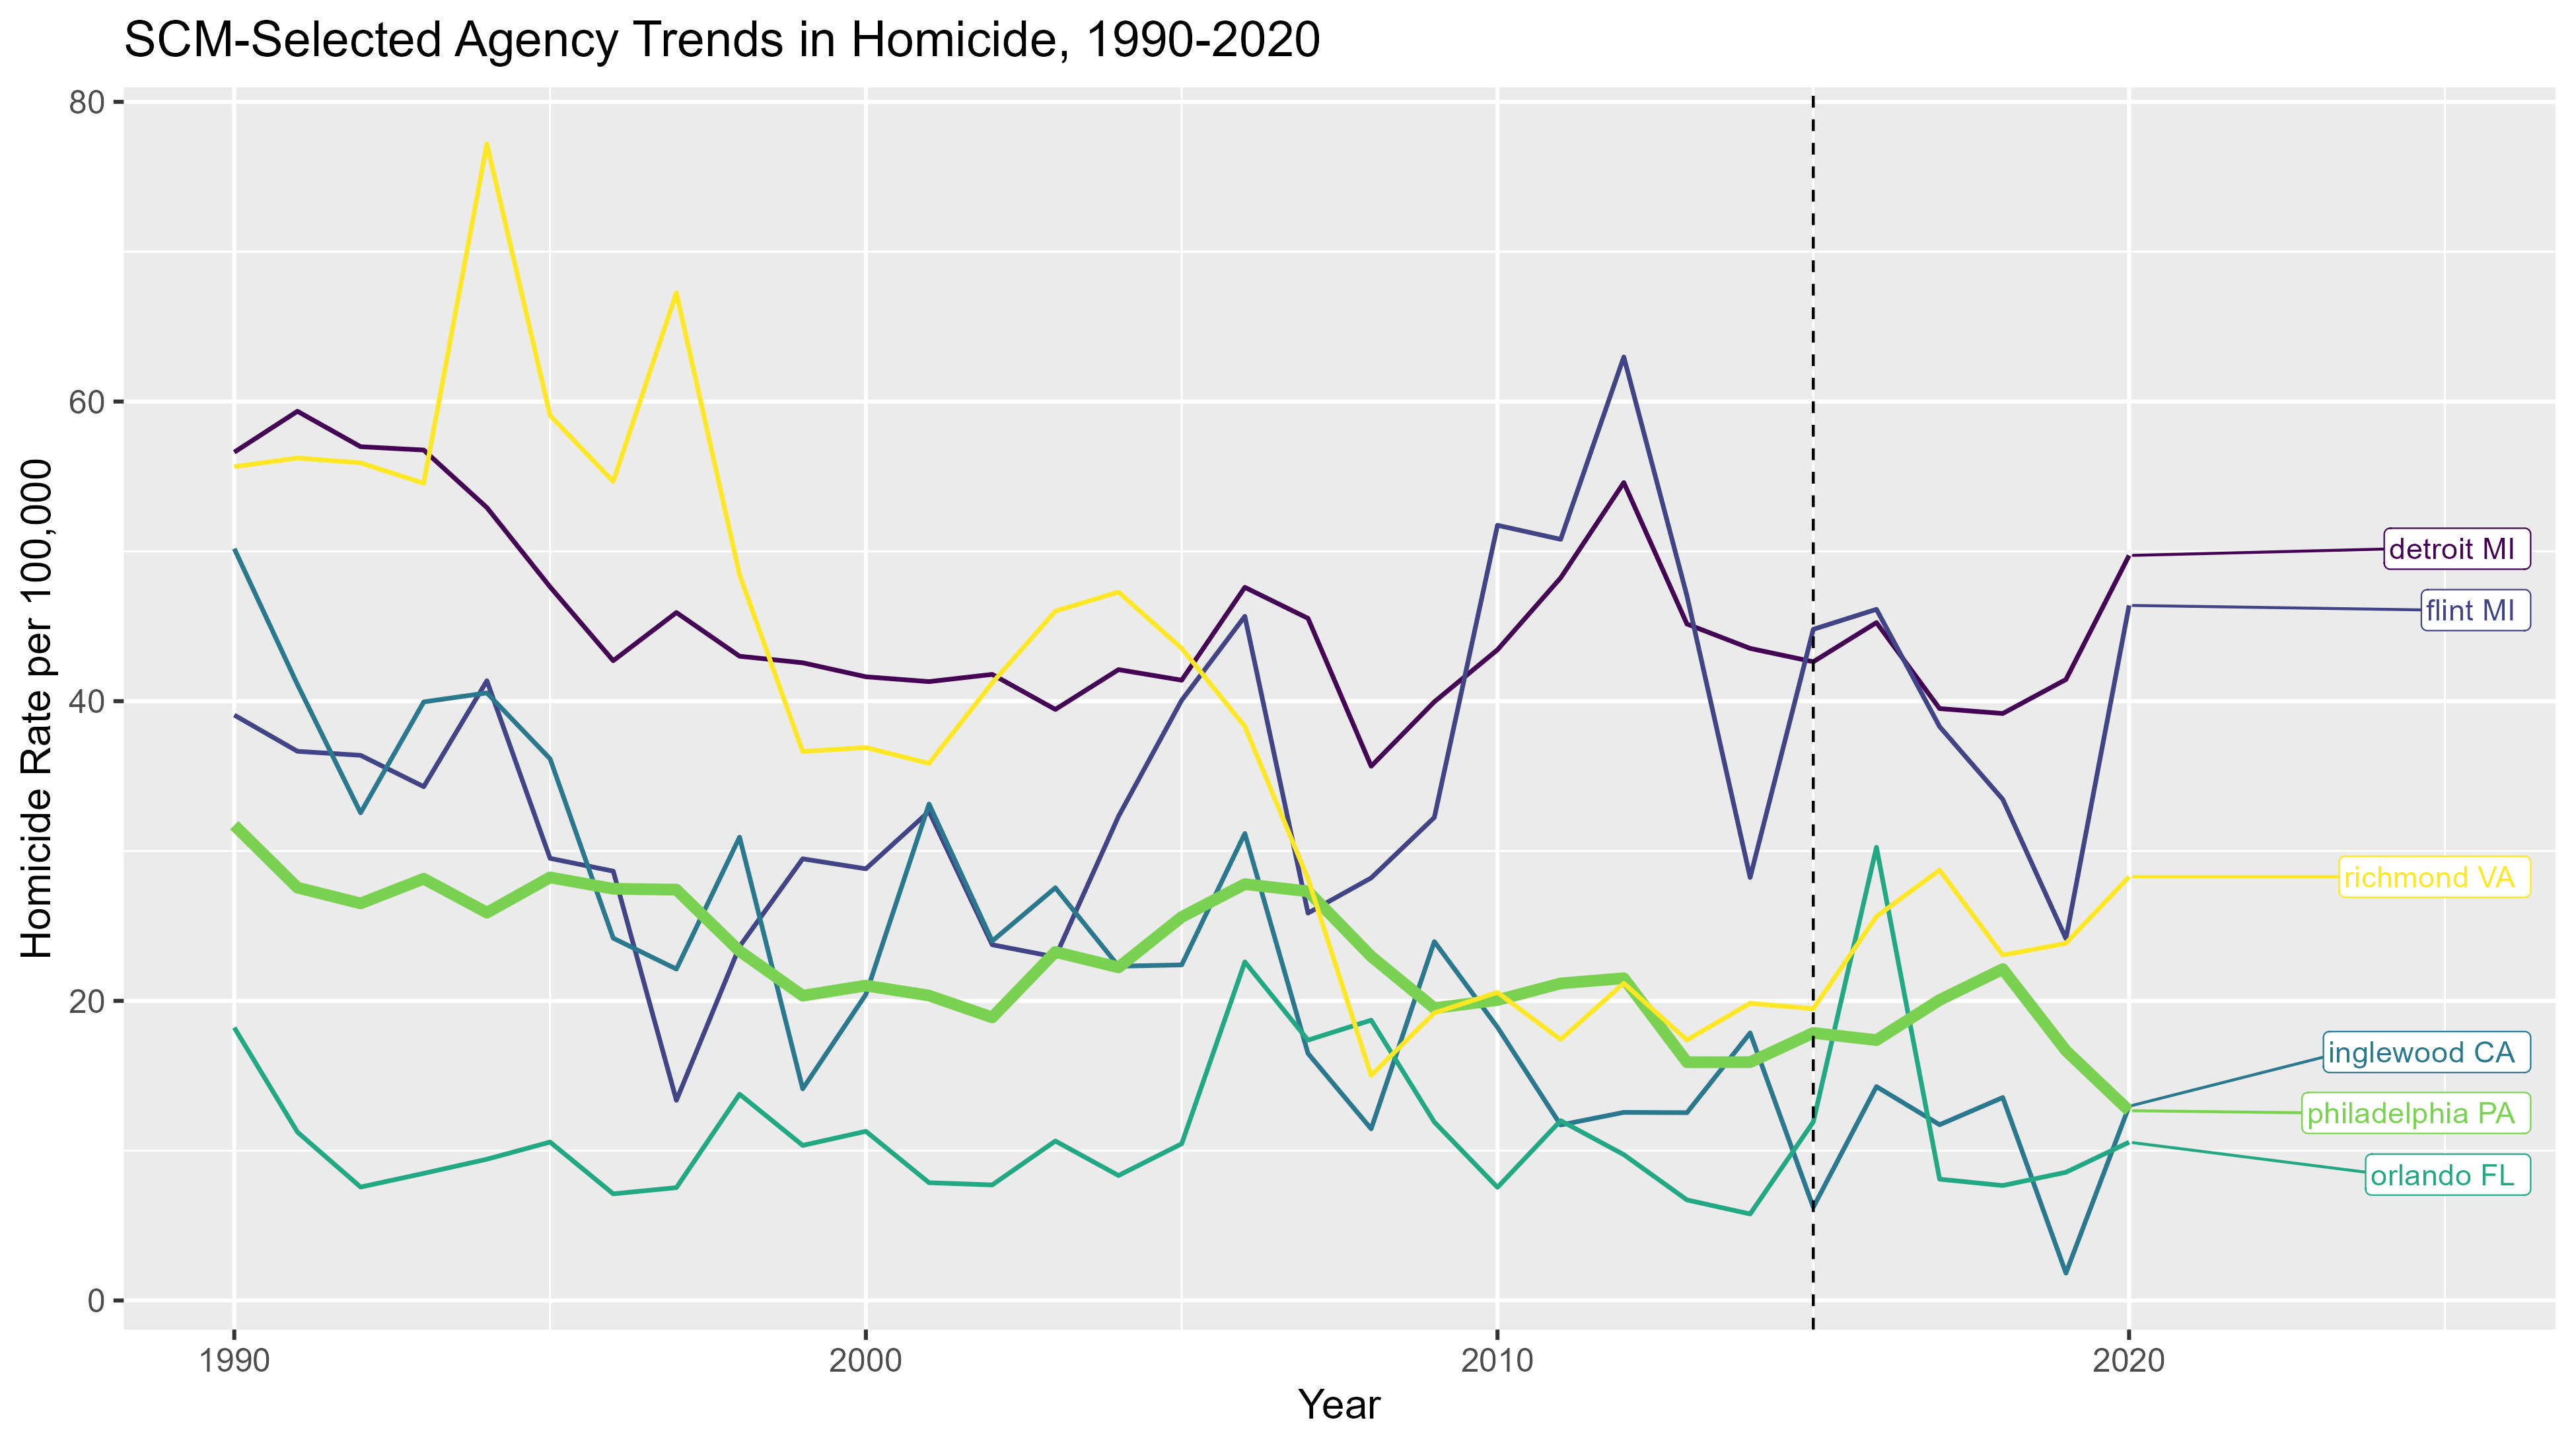 SCM-Selected Agency Trends in Homicide, 1990-2020
Homicide Rate per 100,000
80
60
40
20
0
detroit MI
flint MI
richmond VA
inglewood CA
philadelphia PA
orlando FL
1990
2000
2010
2020
Year